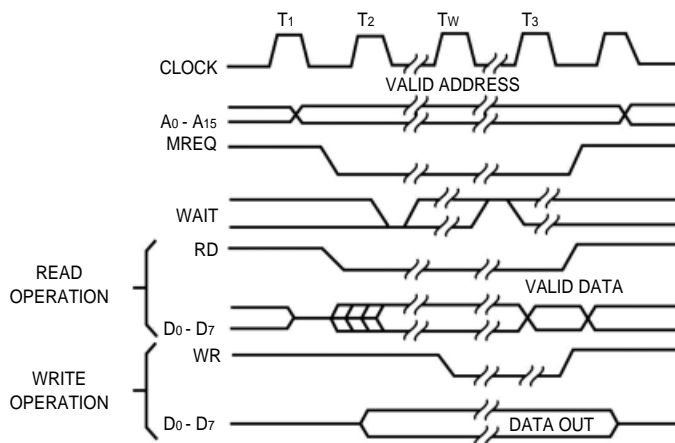 T1 T2 TW T3
CLOCK
VALID ADDRESS
A0 - A15
MREQ
WAIT
RD
READ
OPERATION
VALID DATA
D0 - D7
WR
WRITE
OPERATION
D0 - D7
DATA OUT